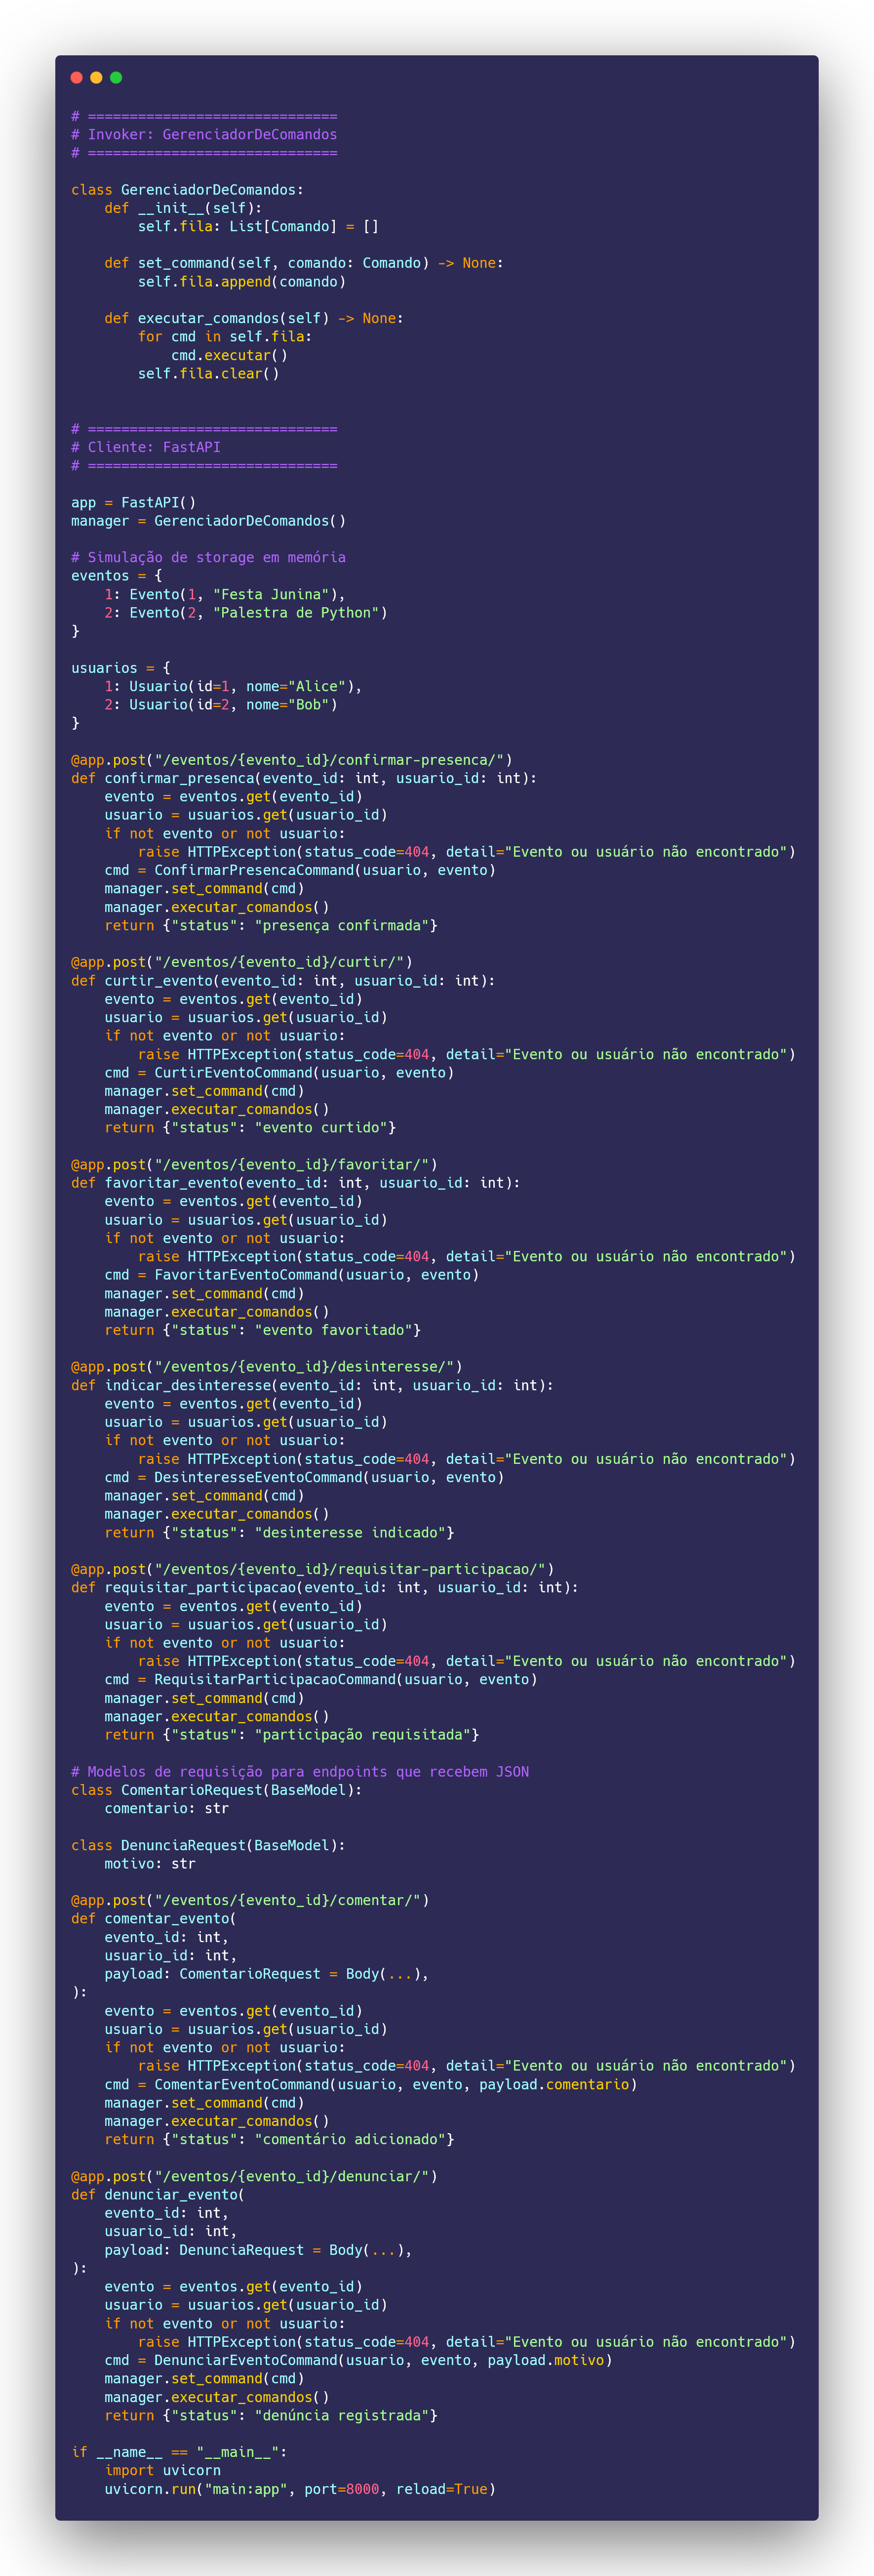 # ==============================
# Invoker: GerenciadorDeComandos
# ==============================

class GerenciadorDeComandos:
    def __init__(self):
        self.fila: List[Comando] = []

    def set_command(self, comando: Comando) -> None:
        self.fila.append(comando)

    def executar_comandos(self) -> None:
        for cmd in self.fila:
            cmd.executar()
        self.fila.clear()


# ==============================
# Cliente: FastAPI
# ==============================

app = FastAPI()
manager = GerenciadorDeComandos()

# Simulação de storage em memória
eventos = {
    1: Evento(1, "Festa Junina"),
    2: Evento(2, "Palestra de Python")
}

usuarios = {
    1: Usuario(id=1, nome="Alice"),
    2: Usuario(id=2, nome="Bob")
}

@app.post("/eventos/{evento_id}/confirmar-presenca/")
def confirmar_presenca(evento_id: int, usuario_id: int):
    evento = eventos.get(evento_id)
    usuario = usuarios.get(usuario_id)
    if not evento or not usuario:
        raise HTTPException(status_code=404, detail="Evento ou usuário não encontrado")
    cmd = ConfirmarPresencaCommand(usuario, evento)
    manager.set_command(cmd)
    manager.executar_comandos()
    return {"status": "presença confirmada"}

@app.post("/eventos/{evento_id}/curtir/")
def curtir_evento(evento_id: int, usuario_id: int):
    evento = eventos.get(evento_id)
    usuario = usuarios.get(usuario_id)
    if not evento or not usuario:
        raise HTTPException(status_code=404, detail="Evento ou usuário não encontrado")
    cmd = CurtirEventoCommand(usuario, evento)
    manager.set_command(cmd)
    manager.executar_comandos()
    return {"status": "evento curtido"}

@app.post("/eventos/{evento_id}/favoritar/")
def favoritar_evento(evento_id: int, usuario_id: int):
    evento = eventos.get(evento_id)
    usuario = usuarios.get(usuario_id)
    if not evento or not usuario:
        raise HTTPException(status_code=404, detail="Evento ou usuário não encontrado")
    cmd = FavoritarEventoCommand(usuario, evento)
    manager.set_command(cmd)
    manager.executar_comandos()
    return {"status": "evento favoritado"}

@app.post("/eventos/{evento_id}/desinteresse/")
def indicar_desinteresse(evento_id: int, usuario_id: int):
    evento = eventos.get(evento_id)
    usuario = usuarios.get(usuario_id)
    if not evento or not usuario:
        raise HTTPException(status_code=404, detail="Evento ou usuário não encontrado")
    cmd = DesinteresseEventoCommand(usuario, evento)
    manager.set_command(cmd)
    manager.executar_comandos()
    return {"status": "desinteresse indicado"}

@app.post("/eventos/{evento_id}/requisitar-participacao/")
def requisitar_participacao(evento_id: int, usuario_id: int):
    evento = eventos.get(evento_id)
    usuario = usuarios.get(usuario_id)
    if not evento or not usuario:
        raise HTTPException(status_code=404, detail="Evento ou usuário não encontrado")
    cmd = RequisitarParticipacaoCommand(usuario, evento)
    manager.set_command(cmd)
    manager.executar_comandos()
    return {"status": "participação requisitada"}

# Modelos de requisição para endpoints que recebem JSON
class ComentarioRequest(BaseModel):
    comentario: str

class DenunciaRequest(BaseModel):
    motivo: str

@app.post("/eventos/{evento_id}/comentar/")
def comentar_evento(
    evento_id: int,
    usuario_id: int,
    payload: ComentarioRequest = Body(...),
):
    evento = eventos.get(evento_id)
    usuario = usuarios.get(usuario_id)
    if not evento or not usuario:
        raise HTTPException(status_code=404, detail="Evento ou usuário não encontrado")
    cmd = ComentarEventoCommand(usuario, evento, payload.comentario)
    manager.set_command(cmd)
    manager.executar_comandos()
    return {"status": "comentário adicionado"}

@app.post("/eventos/{evento_id}/denunciar/")
def denunciar_evento(
    evento_id: int,
    usuario_id: int,
    payload: DenunciaRequest = Body(...),
):
    evento = eventos.get(evento_id)
    usuario = usuarios.get(usuario_id)
    if not evento or not usuario:
        raise HTTPException(status_code=404, detail="Evento ou usuário não encontrado")
    cmd = DenunciarEventoCommand(usuario, evento, payload.motivo)
    manager.set_command(cmd)
    manager.executar_comandos()
    return {"status": "denúncia registrada"}

if __name__ == "__main__":
    import uvicorn
    uvicorn.run("main:app", port=8000, reload=True)